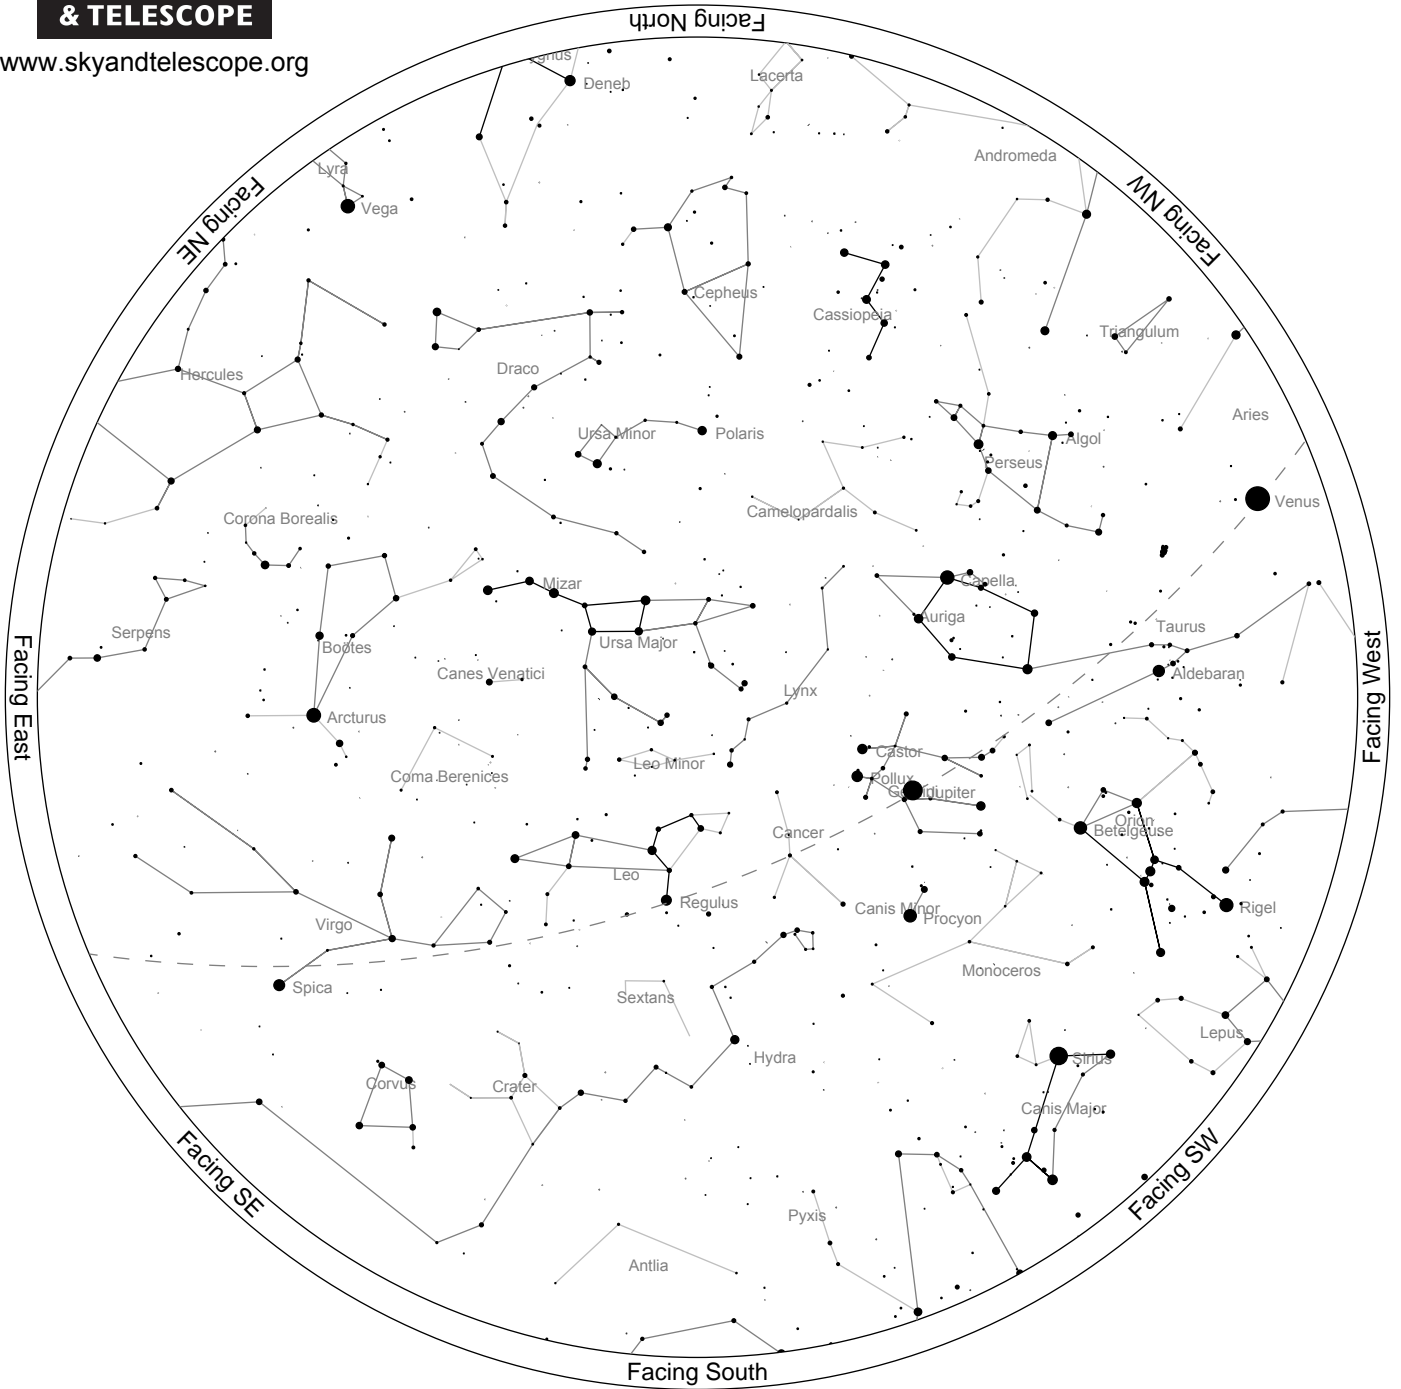 & TELESCOPE
www.skyandtelescope.org
Facing North
Deneb
Lacerta
Andromeda
Lyra
Vega
Facing NE
Facing NW
Cepheus
Cassiopeia
Triangulum
Draco
Hercules
Aries
Ursa Minor
Polaris
Algol
Perseus
Venus
Camelopardalis
Corona Borealis
Mizar
Capella
Auriga
Taurus
Serpens
Boötes
Ursa Major
Canes Venatici
Aldebaran
Lynx
Facing East
Facing West
Arcturus
Castor
Leo Minor
Coma Berenices
Pollux
Gemini
Jupiter
Orion
Betelgeuse
Cancer
Leo
Regulus
Canis Minor
Procyon
Rigel
Virgo
Monoceros
Spica
Sextans
Lepus
Hydra
Sirius
Corvus
Crater
Canis Major
Facing SE
Facing SW
Pyxis
Antlia
Facing South